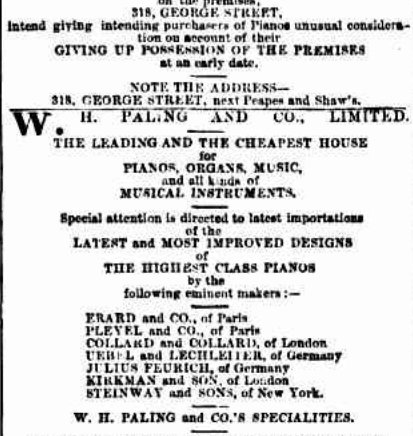 on the premises,
318, GEORGE STREET,
intend giving intending purchasers of Pianos unusual considera-
tion on account of their
GIVING UP POSSESSION OF THE PREMISES
at an early date.
NOTE THE ADDRESS—
318, GEORGE STREET, next Peapes and Shaw's.
W. H. PALING AND CO., LIMITED.
THE LEADING AND THE CHEAPEST HOUSE
for
PIANOS, ORGANS, MUSIC,
and all kinds of
MUSICAL INSTRUMENTS.
Special attention is directed to latest importations
of the
LATEST and MOST IMPROVED DESIGNS
of
THE HIGHEST CLASS PIANOS
by the
following eminent makers :—
ERARD and CO., of Paris
PLEYEL and CO., of Paris
COLLARD and COLLARD, of London
UEBEL and LECHLEITER, of Germany
JULIUS FEURICH, of Germany
KIRKMAN and SON, of London
STEINWAY and SONS, of New York.
W. H. PALING and CO.'S SPECIALITIES.